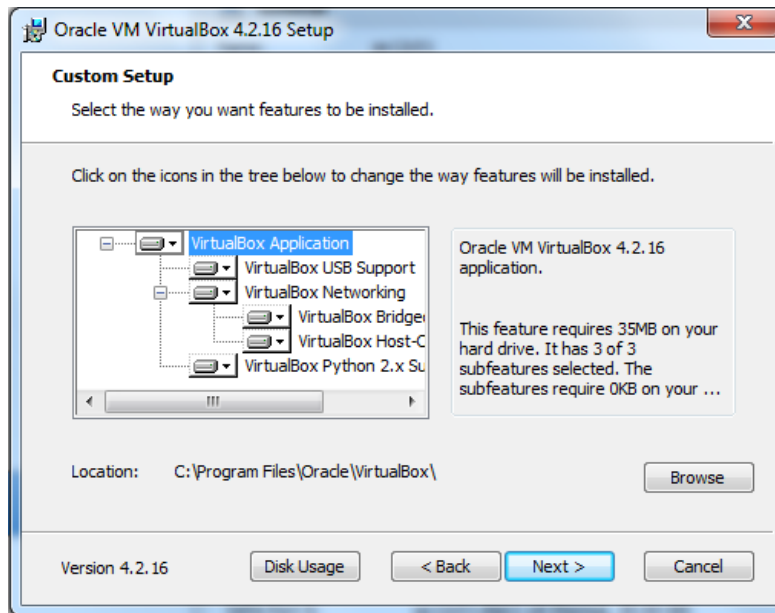 Oracle VM VirtualBox 4.2.16 Setup
Custom Setup
Select the way you want features to be installed.
Click on the icons in the tree below to change the way features will be installed.
VirtualBox Application
VirtualBox USB Support
VirtualBox Networking
VirtualBox Bridged
VirtualBox Host-O
VirtualBox Python 2.x Su
Oracle VM VirtualBox 4.2.16
application.
This feature requires 35MB on your
hard drive. It has 3 of 3
subfeatures selected. The
subfeatures require 0KB on your ...
Location: C:\Program Files\Oracle\VirtualBox\
Browse
Version 4.2.16
Disk Usage
< Back
Next >
Cancel